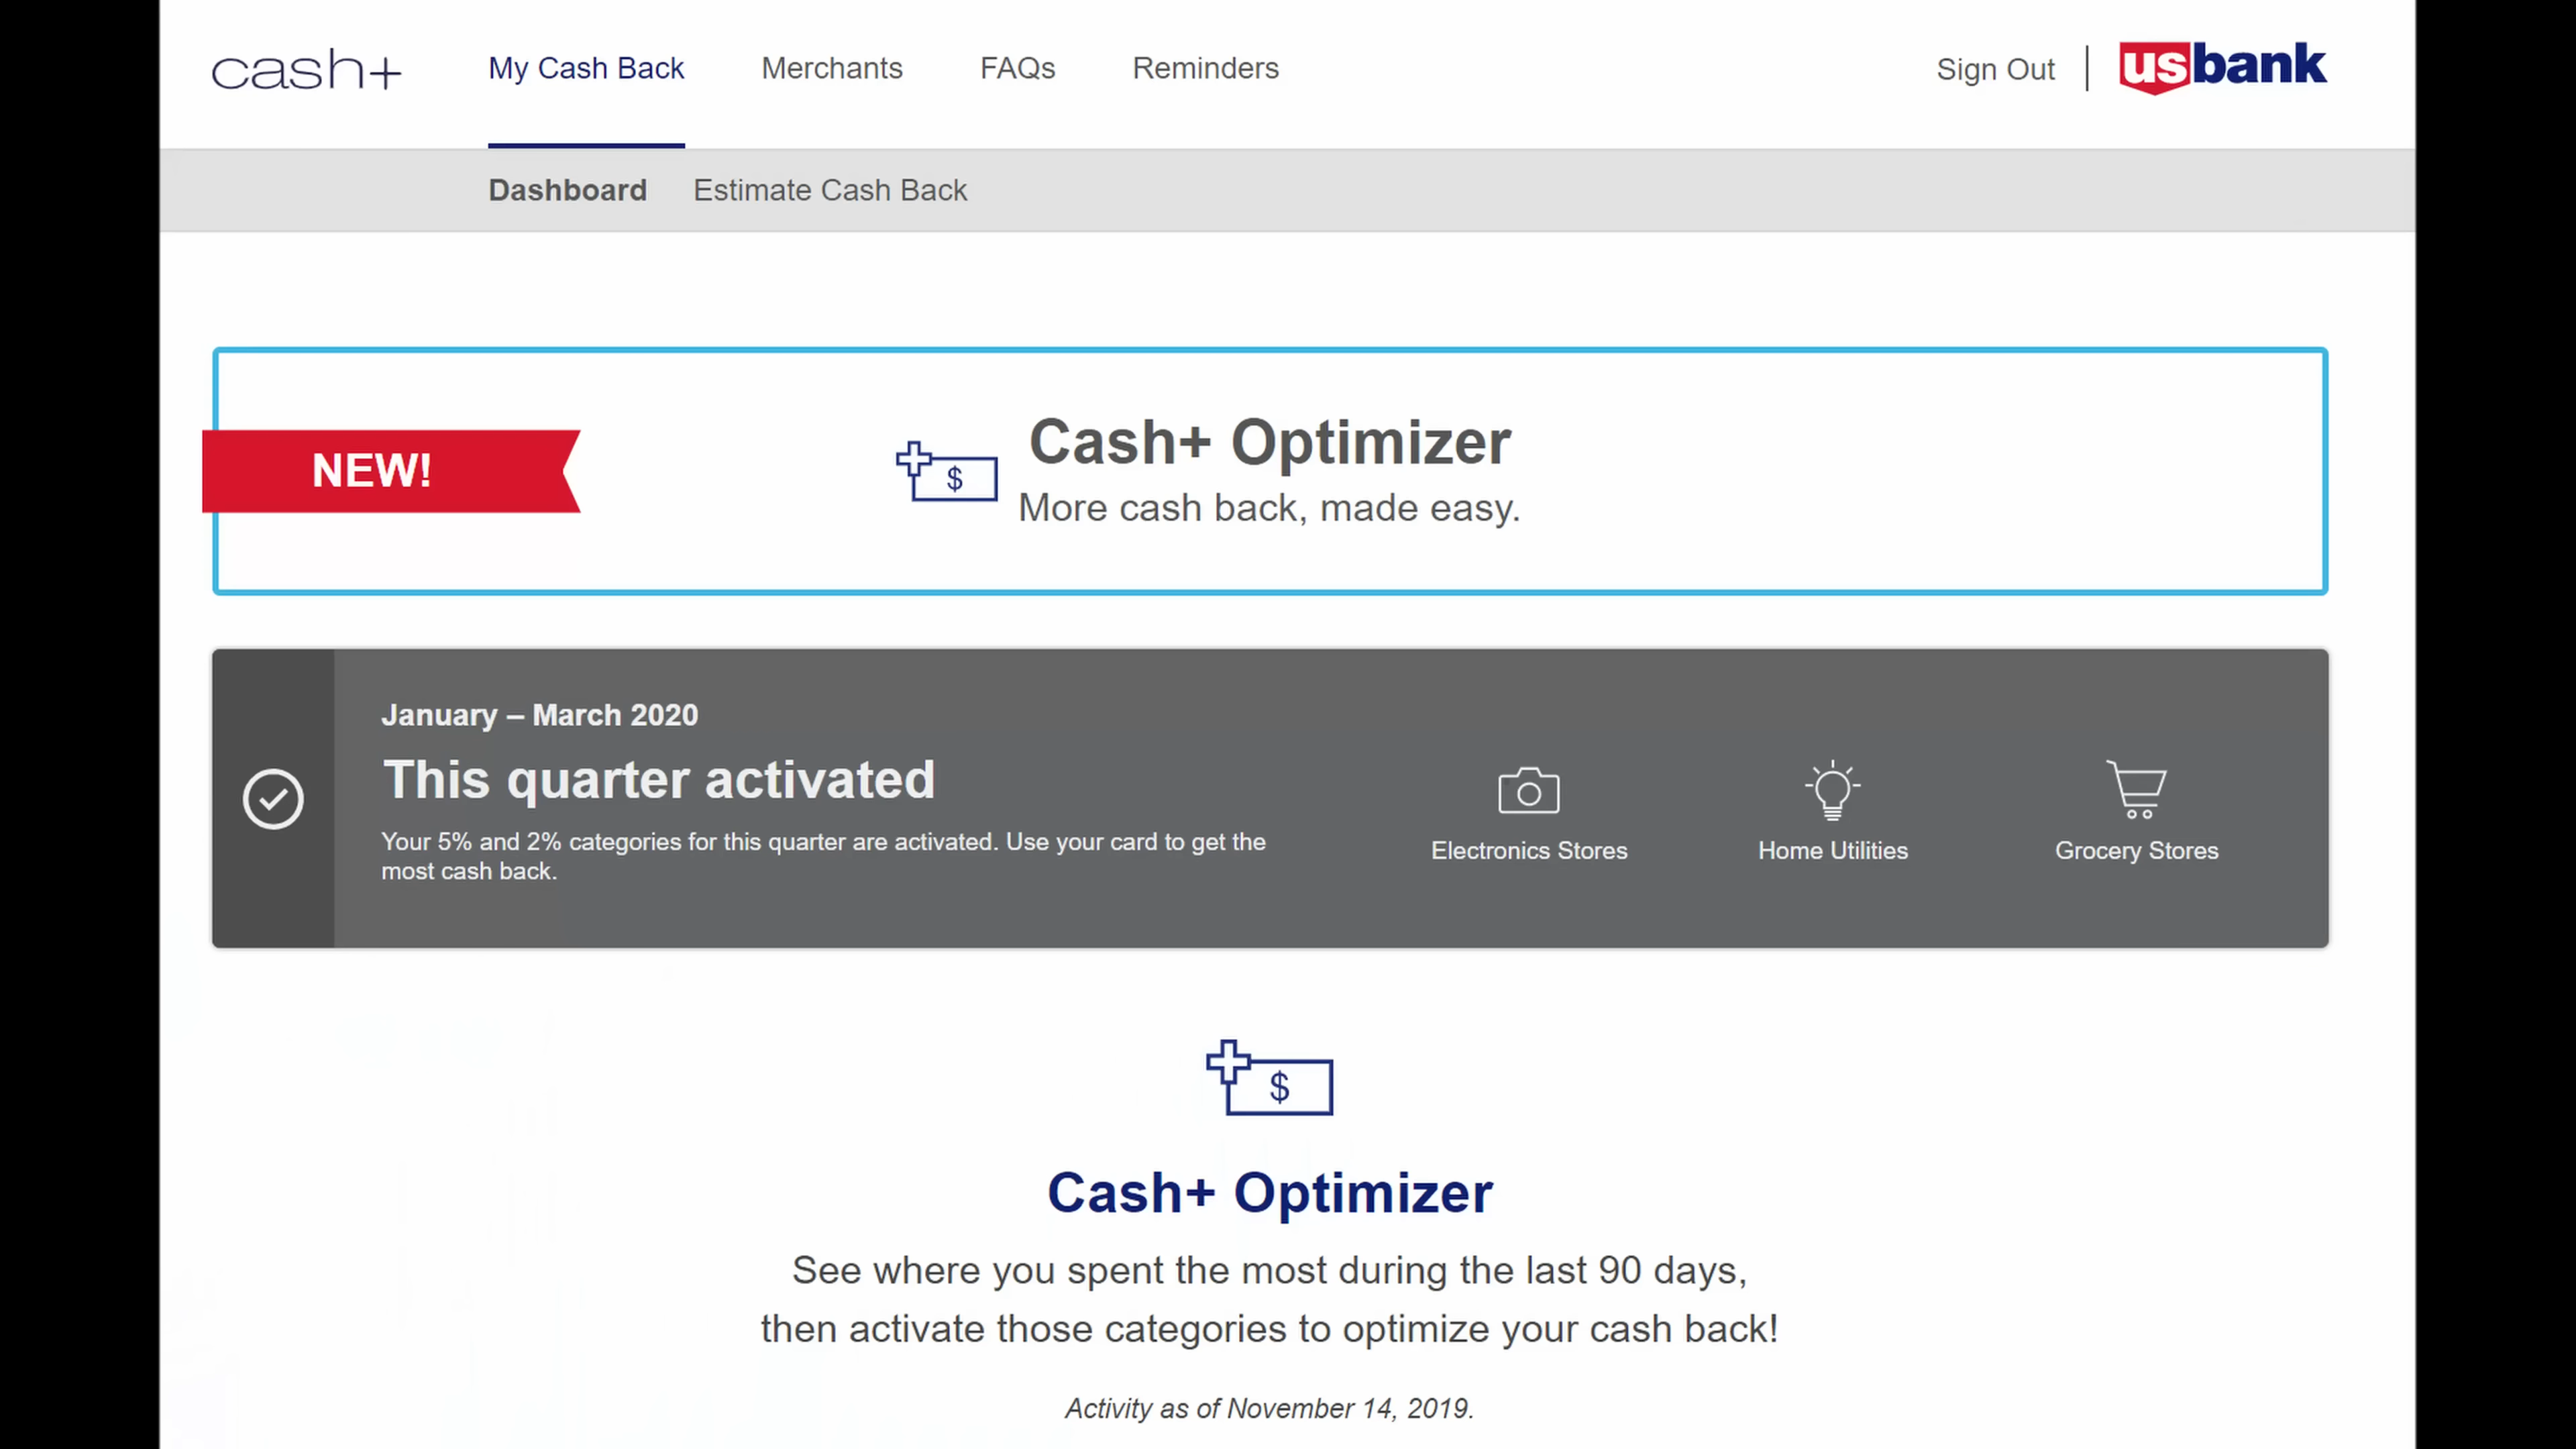 cash+
My Cash Back
Merchants
FAQs
Reminders
Sign Out
usbank
Dashboard
Estimate Cash Back
NEW!
$
Cash+ Optimizer
More cash back, made easy.
January – March 2020
This quarter activated
Your 5% and 2% categories for this quarter are activated. Use your card to get the
most cash back.
Electronics Stores
Home Utilities
Grocery Stores
$
Cash+ Optimizer
See where you spent the most during the last 90 days,
then activate those categories to optimize your cash back!
Activity as of November 14, 2019.